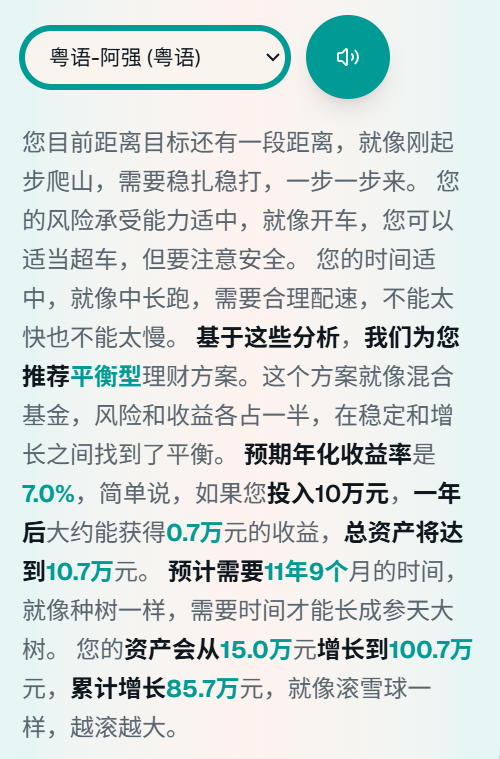 粤语-阿强 (粤语)
您目前距离目标还有一段距离，就像刚起
步爬山，需要稳扎稳打，一步一步来。 您
的风险承受能力适中，就像开车，您可以
适当超车，但要注意安全。 您的时间适
中，就像中长跑，需要合理配速，不能太
快也不能太慢。 基于这些分析，我们为您
推荐平衡型理财方案。这个方案就像混合
基金，风险和收益各占一半，在稳定和增
长之间找到了平衡。 预期年化收益率是
7.0%，简单说，如果您投入10万元，一年
后大约能获得0.7万元的收益，总资产将达
到10.7万元。 预计需要11年9个月的时间，
就像种树一样，需要时间才能长成参天大
树。 您的资产会从15.0万元增长到100.7万
元，累计增长85.7万元，就像滚雪球一
样，越滚越大。